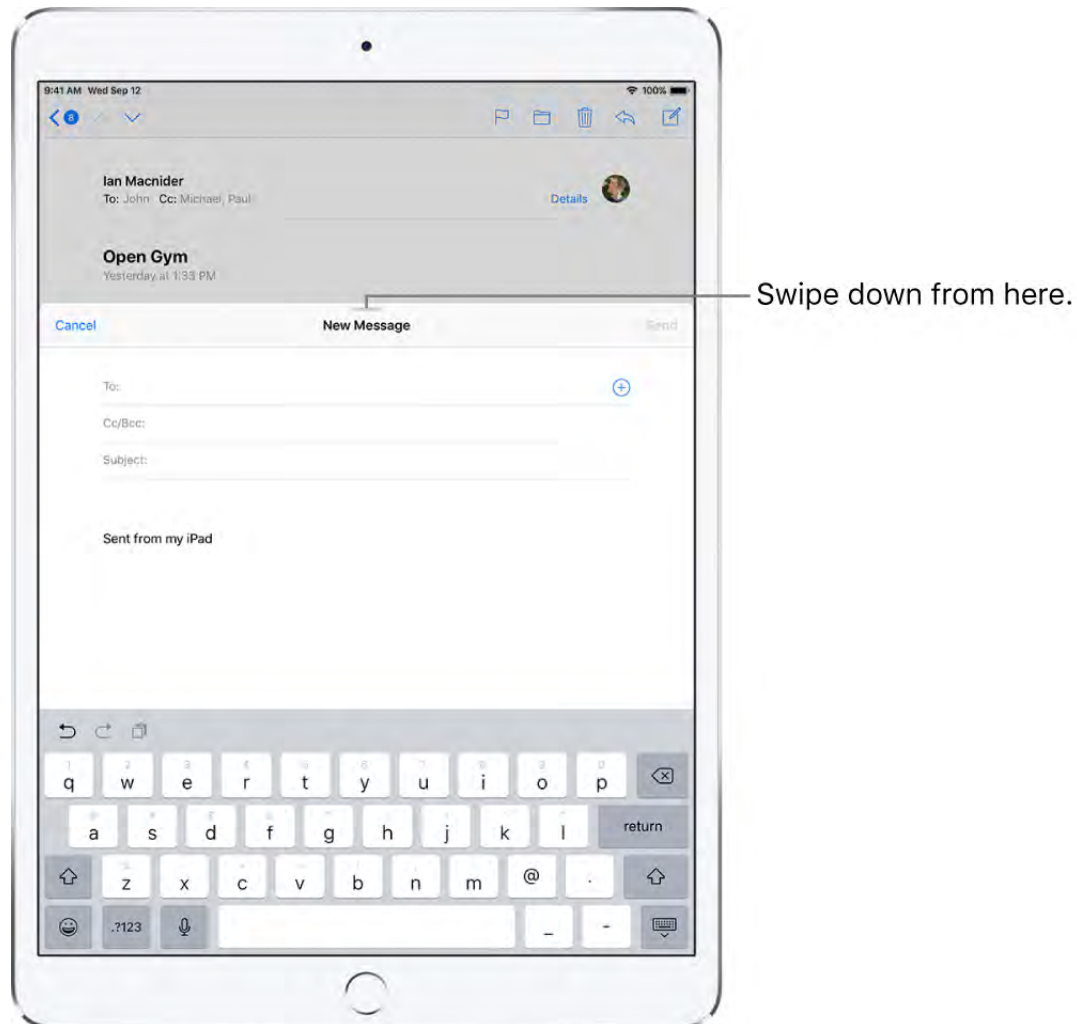 9:41 AM Wed Sep 12 100%
8
Ian Macnider
To: John Cc: Michael, Paul
Details
Open Gym
Yesterday at 1:33 PM
Swipe down from here.
Cancel New Message Send
To:
Cc/Bcc:
Subject:
Sent from my iPad
q w e r t y u i o p
a s d f g h j k l return
z x c v b n m @ .
.?123 _ -